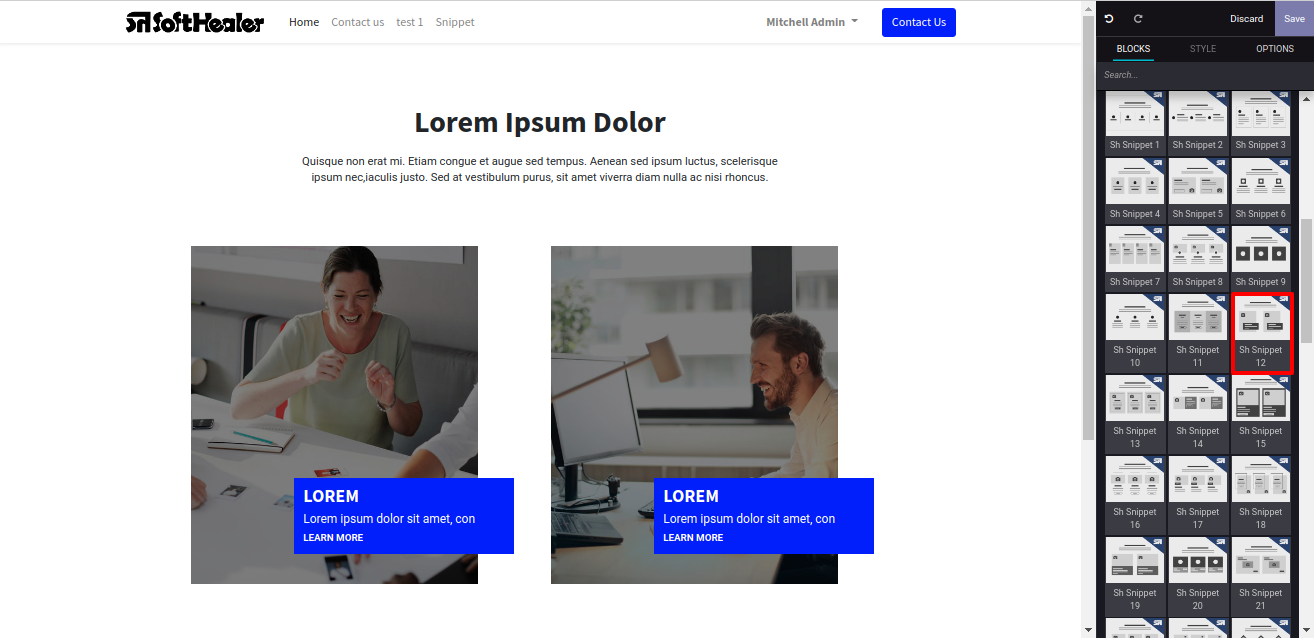 SoftHealer
Home
Contact us
test 1
Snippet
Mitchell Admin
Contact Us
Discard
Save
BLOCKS
STYLE
OPTIONS
Search...
Lorem Ipsum Dolor
Quisque non erat mi. Etiam congue et augue sed tempus. Aenean sed ipsum luctus, scelerisque
ipsum nec,iaculis justo. Sed at vestibulum purus, sit amet viverra diam nulla ac nisi rhoncus.
LOREM
Lorem ipsum dolor sit amet, con
LEARN MORE
LOREM
Lorem ipsum dolor sit amet, con
LEARN MORE
Sh Snippet 1
Sh Snippet 2
Sh Snippet 3
Sh Snippet 4
Sh Snippet 5
Sh Snippet 6
Sh Snippet 7
Sh Snippet 8
Sh Snippet 9
Sh Snippet
10
Sh Snippet
11
Sh Snippet
12
Sh Snippet
13
Sh Snippet
14
Sh Snippet
15
Sh Snippet
16
Sh Snippet
17
Sh Snippet
18
Sh Snippet
19
Sh Snippet
20
Sh Snippet
21